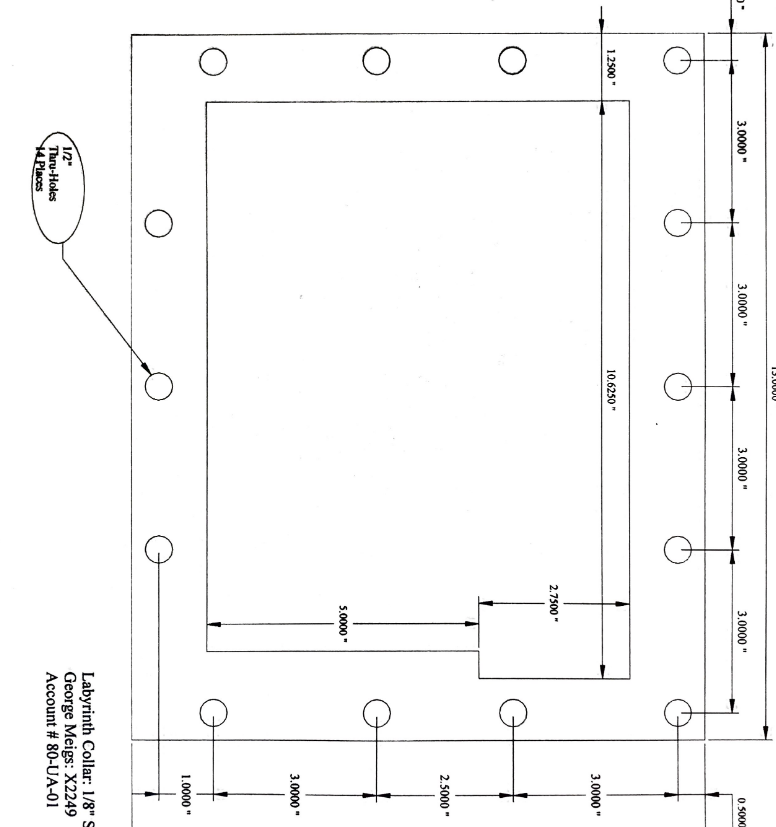 1.2500 "
3.0000 "
3.0000 "
3.0000 "
3.0000 "
10.6250 "
2.7500 "
5.0000 "
1/2"
Thru-Holes
14 Places
1.0000 "
3.0000 "
2.5000 "
3.0000 "
0.5000
Labyrinth Collar: 1/8" S
George Meigs: X2249
Account # 80-UA-01